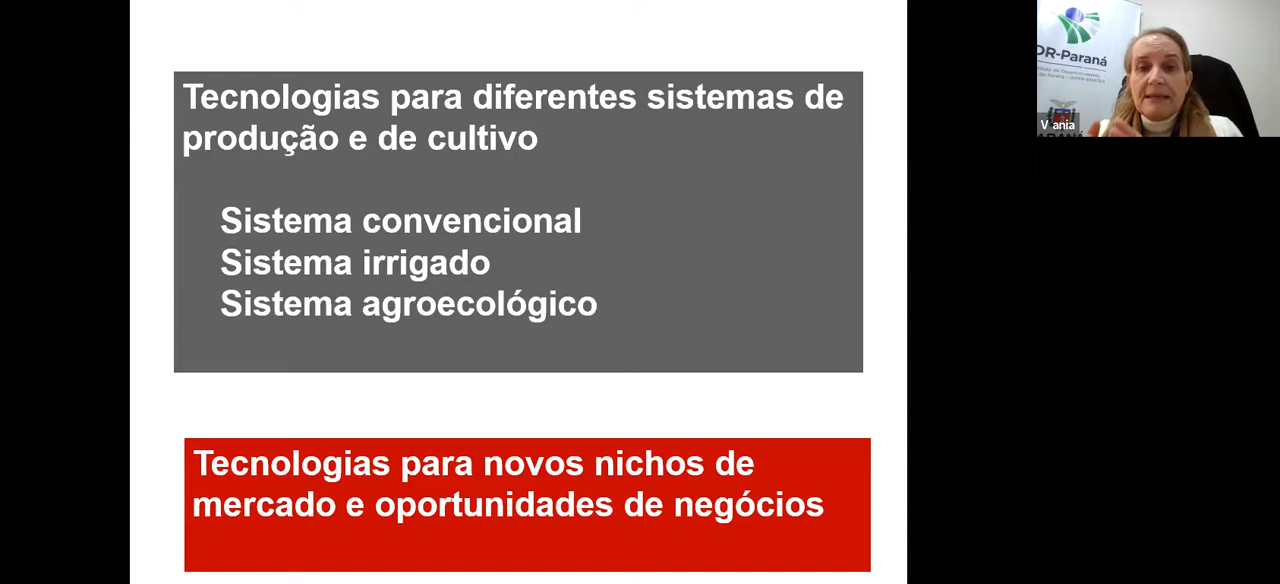 Tecnologias para diferentes sistemas de
produção e de cultivo
Sistema convencional
Sistema irrigado
Sistema agroecológico
Tecnologias para novos nichos de
mercado e oportunidades de negócios
DR-Paraná
V ania